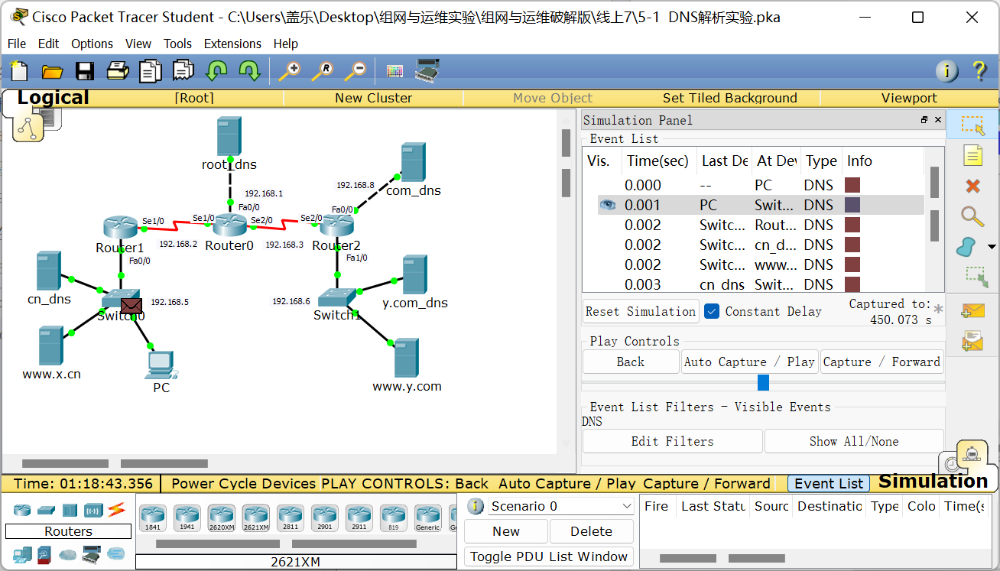 Cisco Packet Tracer Student - C:\Users\盖乐\Desktop\组网与运维实验\组网与运维破解版\线上7\5-1 DNS解析实验.pka
File Edit Options View Tools Extensions Help
Logical [Root] New Cluster Move Object Set Tiled Background Viewport
root_dns
192.168.1
Fa0/0
192.168.8
com_dns
Fa0/0
Se1/0 Se1/0 Se2/0 Se2/0
Router1 192.168.2 Router0 192.168.3 Router2
Fa0/0 Fa1/0
cn_dns 192.168.5 192.168.6 y.com_dns
Switch0 Switch1
www.x.cn PC www.y.com
Simulation Panel
Event List
Vis. Time(sec) Last De At Dev Type Info
0.000 -- PC DNS
0.001 PC Swit... DNS
0.002 Switc... Rout... DNS
0.002 Switc... cn_d... DNS
0.002 Switc... www... DNS
0.003 cn dns Swit... DNS
Reset Simulation Constant Delay Captured to: *
450.073 s
Play Controls
Back Auto Capture / Play Capture / Forward
Event List Filters - Visible Events
DNS
Edit Filters Show All/None
Time: 01:18:43.356 Power Cycle Devices PLAY CONTROLS: Back Auto Capture / Play Capture / Forward Event List Simulation
Routers
1841 1941 2620XM 2621XM 2811 2901 2911 819 Generic Ge
2621XM
Scenario 0
New Delete
Toggle PDU List Window
Fire Last Statu Sourc Destinatio Type Colo Time(s